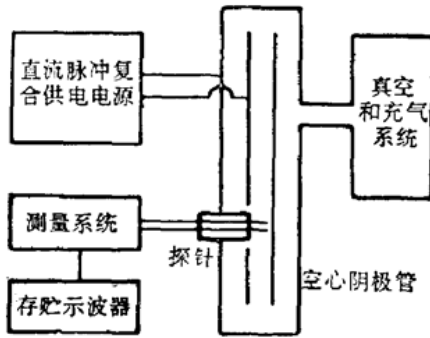 直流脉冲复
合供电电源
真空
和充气
系统
测量系统
探针
空心阴极管
存贮示波器